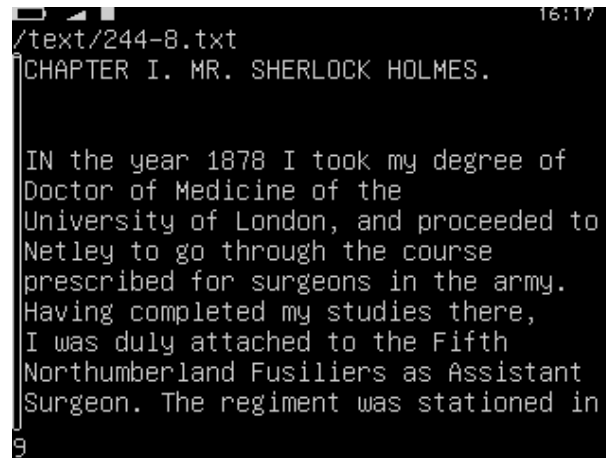 16:17
/text/244-8.txt
CHAPTER I. MR. SHERLOCK HOLMES.
IN the year 1878 I took my degree of
Doctor of Medicine of the
University of London, and proceeded to
Netley to go through the course
prescribed for surgeons in the army.
Having completed my studies there,
I was duly attached to the Fifth
Northumberland Fusiliers as Assistant
Surgeon. The regiment was stationed in
9